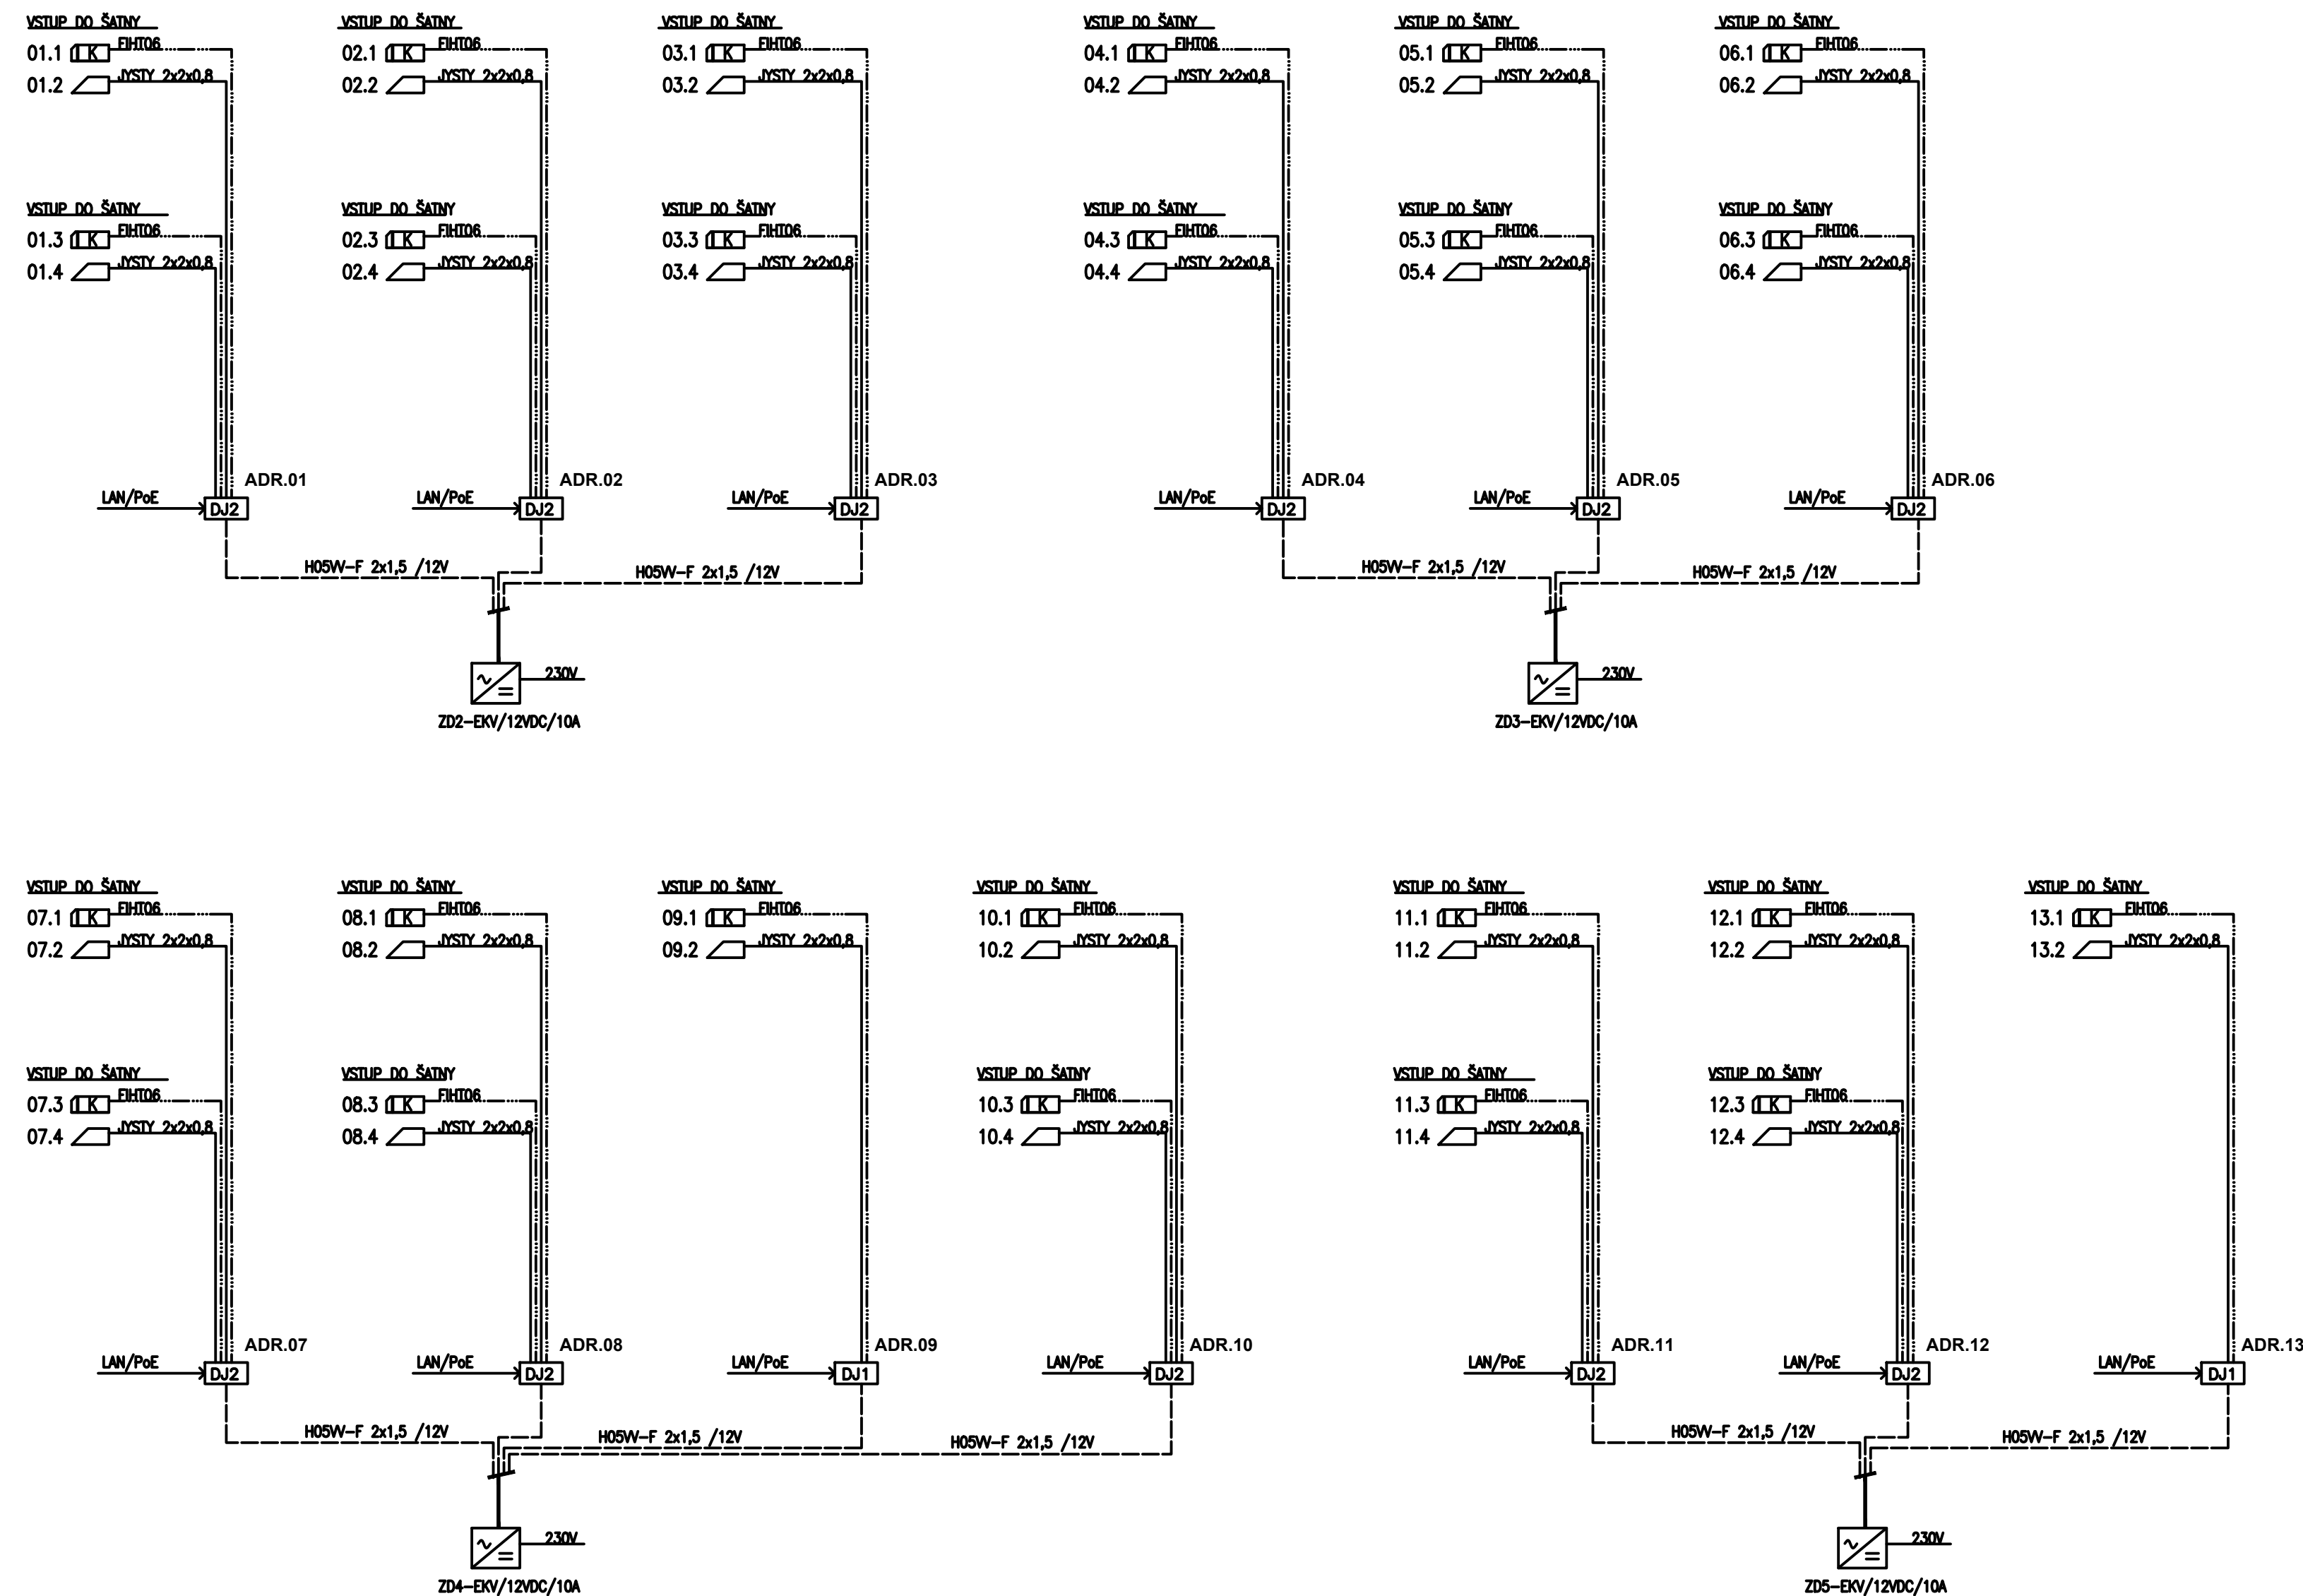 VSTUP DO ŠATNY VSTUP DO ŠATNY VSTUP DO ŠATNY VSTUP DO ŠATNY VSTUP DO ŠATNY VSTUP DO ŠATNY
01.1 K FIHT06 02.1 K FIHT06 03.1 K FIHT06 04.1 K FIHT06 05.1 K FIHT06 06.1 K FIHT06
01.2 JYSTY 2x2x0,8 02.2 JYSTY 2x2x0,8 03.2 JYSTY 2x2x0,8 04.2 JYSTY 2x2x0,8 05.2 JYSTY 2x2x0,8 06.2 JYSTY 2x2x0,8
VSTUP DO ŠATNY VSTUP DO ŠATNY VSTUP DO ŠATNY VSTUP DO ŠATNY VSTUP DO ŠATNY VSTUP DO ŠATNY
01.3 K FIHT06 02.3 K FIHT06 03.3 K FIHT06 04.3 K FIHT06 05.3 K FIHT06 06.3 K FIHT06
01.4 JYSTY 2x2x0,8 02.4 JYSTY 2x2x0,8 03.4 JYSTY 2x2x0,8 04.4 JYSTY 2x2x0,8 05.4 JYSTY 2x2x0,8 06.4 JYSTY 2x2x0,8
ADR.01 ADR.02 ADR.03 ADR.04 ADR.05 ADR.06
LAN/PoE DJ2 LAN/PoE DJ2 LAN/PoE DJ2 LAN/PoE DJ2 LAN/PoE DJ2 LAN/PoE DJ2
H05VV-F 2x1,5 /12V H05VV-F 2x1,5 /12V H05VV-F 2x1,5 /12V H05VV-F 2x1,5 /12V
230V 230V
ZD2-EKV/12VDC/10A ZD3-EKV/12VDC/10A
VSTUP DO ŠATNY VSTUP DO ŠATNY VSTUP DO ŠATNY VSTUP DO ŠATNY VSTUP DO ŠATNY VSTUP DO ŠATNY VSTUP DO ŠATNY
07.1 K FIHT06 08.1 K FIHT06 09.1 K FIHT06 10.1 K FIHT06 11.1 K FIHT06 12.1 K FIHT06 13.1 K FIHT06
07.2 JYSTY 2x2x0,8 08.2 JYSTY 2x2x0,8 09.2 JYSTY 2x2x0,8 10.2 JYSTY 2x2x0,8 11.2 JYSTY 2x2x0,8 12.2 JYSTY 2x2x0,8 13.2 JYSTY 2x2x0,8
VSTUP DO ŠATNY VSTUP DO ŠATNY VSTUP DO ŠATNY VSTUP DO ŠATNY VSTUP DO ŠATNY
07.3 K FIHT06 08.3 K FIHT06 10.3 K FIHT06 11.3 K FIHT06 12.3 K FIHT06
07.4 JYSTY 2x2x0,8 08.4 JYSTY 2x2x0,8 10.4 JYSTY 2x2x0,8 11.4 JYSTY 2x2x0,8 12.4 JYSTY 2x2x0,8
ADR.07 ADR.08 ADR.09 ADR.10 ADR.11 ADR.12 ADR.13
LAN/PoE DJ2 LAN/PoE DJ2 LAN/PoE DJ1 LAN/PoE DJ2 LAN/PoE DJ2 LAN/PoE DJ2 LAN/PoE DJ1
H05VV-F 2x1,5 /12V H05VV-F 2x1,5 /12V H05VV-F 2x1,5 /12V H05VV-F 2x1,5 /12V H05VV-F 2x1,5 /12V
230V 230V
ZD4-EKV/12VDC/10A ZD5-EKV/12VDC/10A